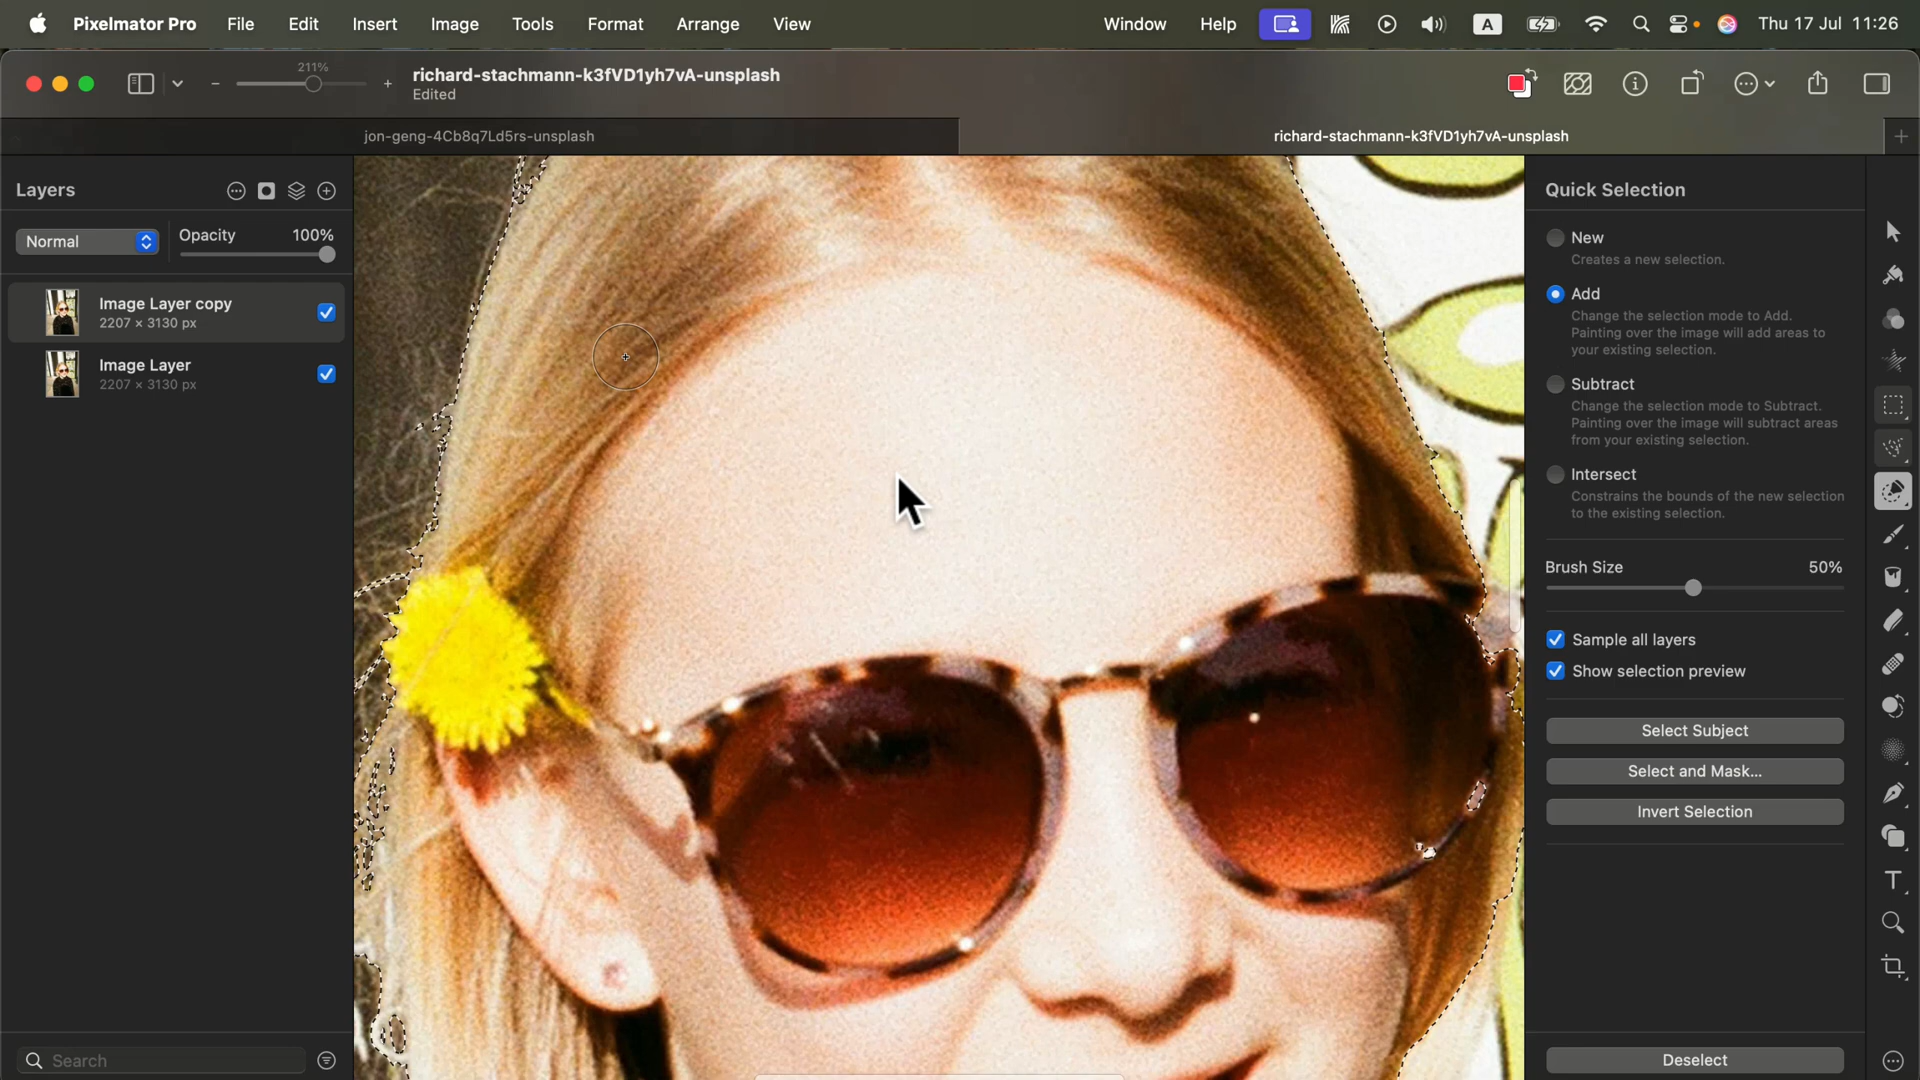 Pixelmator Pro File Edit Insert Image Tools Format Arrange View Window Help A Thu 17 Jul 11:26
211%
richard-stachmann-k3fVD1yh7vA-unsplash
Edited
jon-geng-4Cb8q7Ld5rs-unsplash richard-stachmann-k3fVD1yh7vA-unsplash
Layers
Normal Opacity 100%
Image Layer copy
2207 × 3130 px
Image Layer
2207 × 3130 px
Search
Quick Selection
New
Creates a new selection.
Add
Change the selection mode to Add.
Painting over the image will add areas to
your existing selection.
Subtract
Change the selection mode to Subtract.
Painting over the image will subtract areas
from your existing selection.
Intersect
Constrains the bounds of the new selection
to the existing selection.
Brush Size 50%
Sample all layers
Show selection preview
Select Subject
Select and Mask...
Invert Selection
Deselect